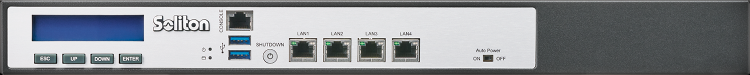 Soliton
CONSOLE
LAN1 LAN2 LAN3 LAN4
SHUTDOWN
Auto Power
ON OFF
ESC UP DOWN ENTER